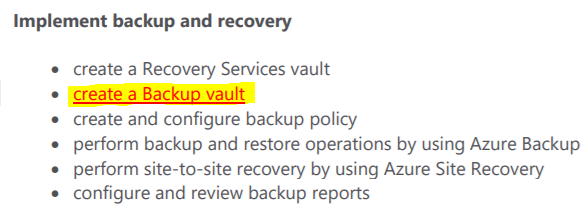 Implement backup and recovery
• create a Recovery Services vault
• create a Backup vault
• create and configure backup policy
• perform backup and restore operations by using Azure Backup
• perform site-to-site recovery by using Azure Site Recovery
• configure and review backup reports